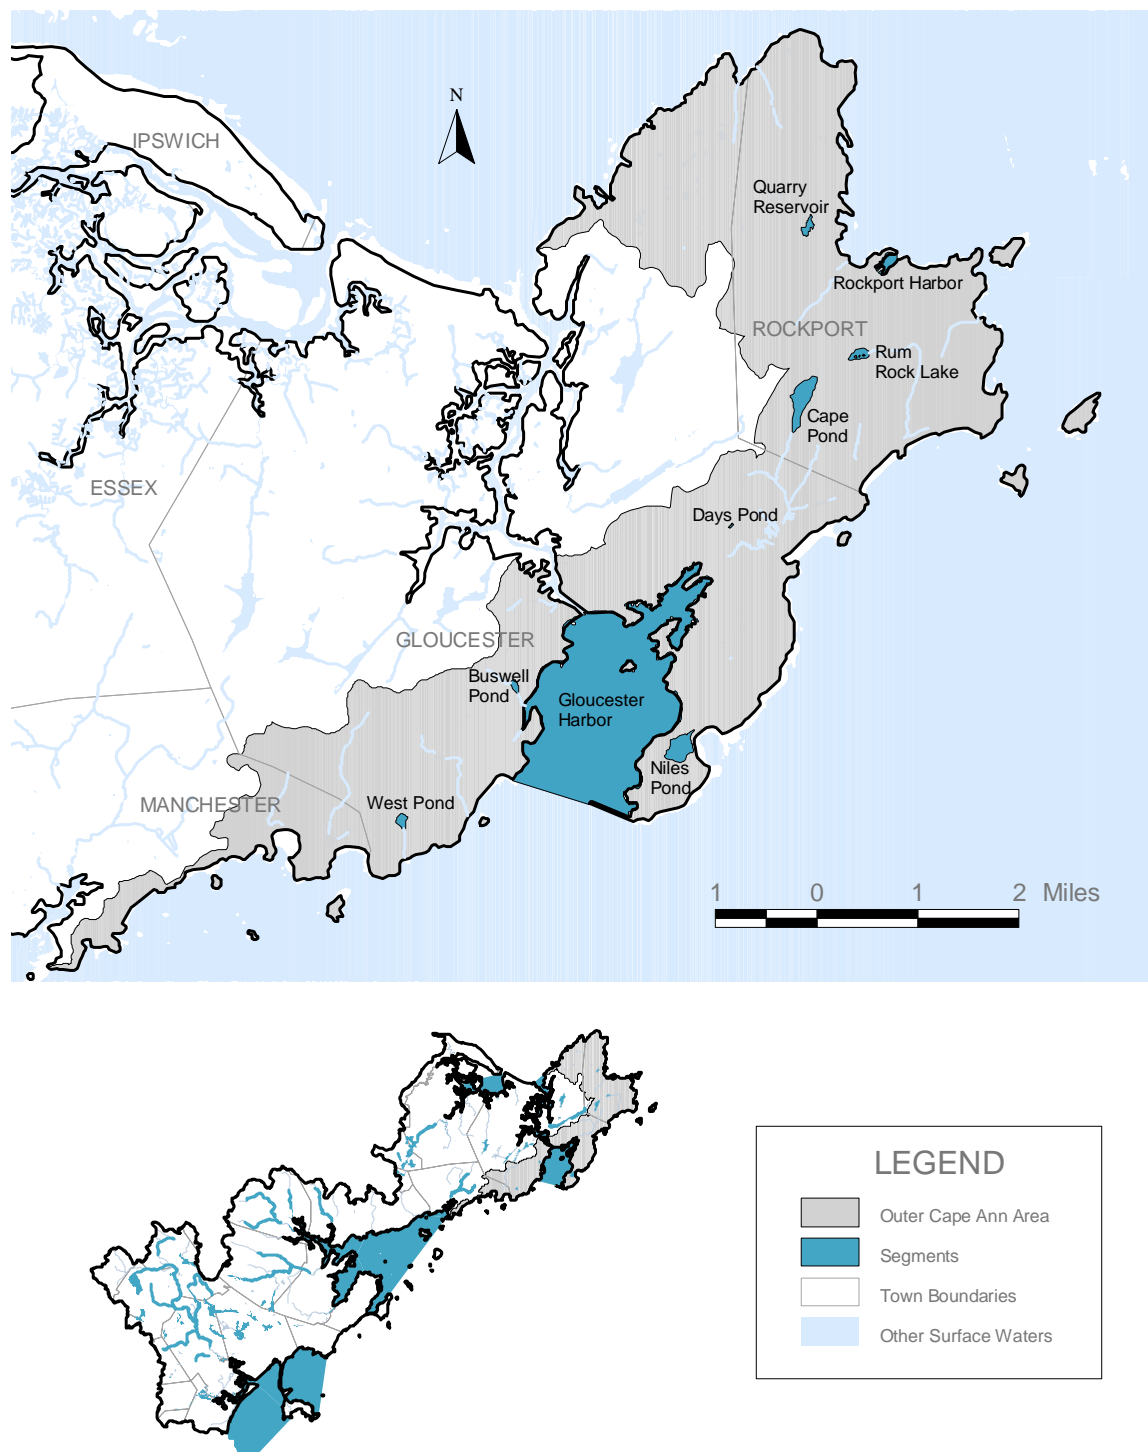 N
IPSWICH
Quarry
Reservoir
Rockport Harbor
ROCKPORT
Rum
Rock Lake
Cape
Pond
ESSEX
Days Pond
GLOUCESTER
Buswell
Pond
Gloucester
Harbor
Niles
Pond
MANCHESTER
West Pond
1 0 1 2 Miles
LEGEND
Outer Cape Ann Area
Segments
Town Boundaries
Other Surface Waters